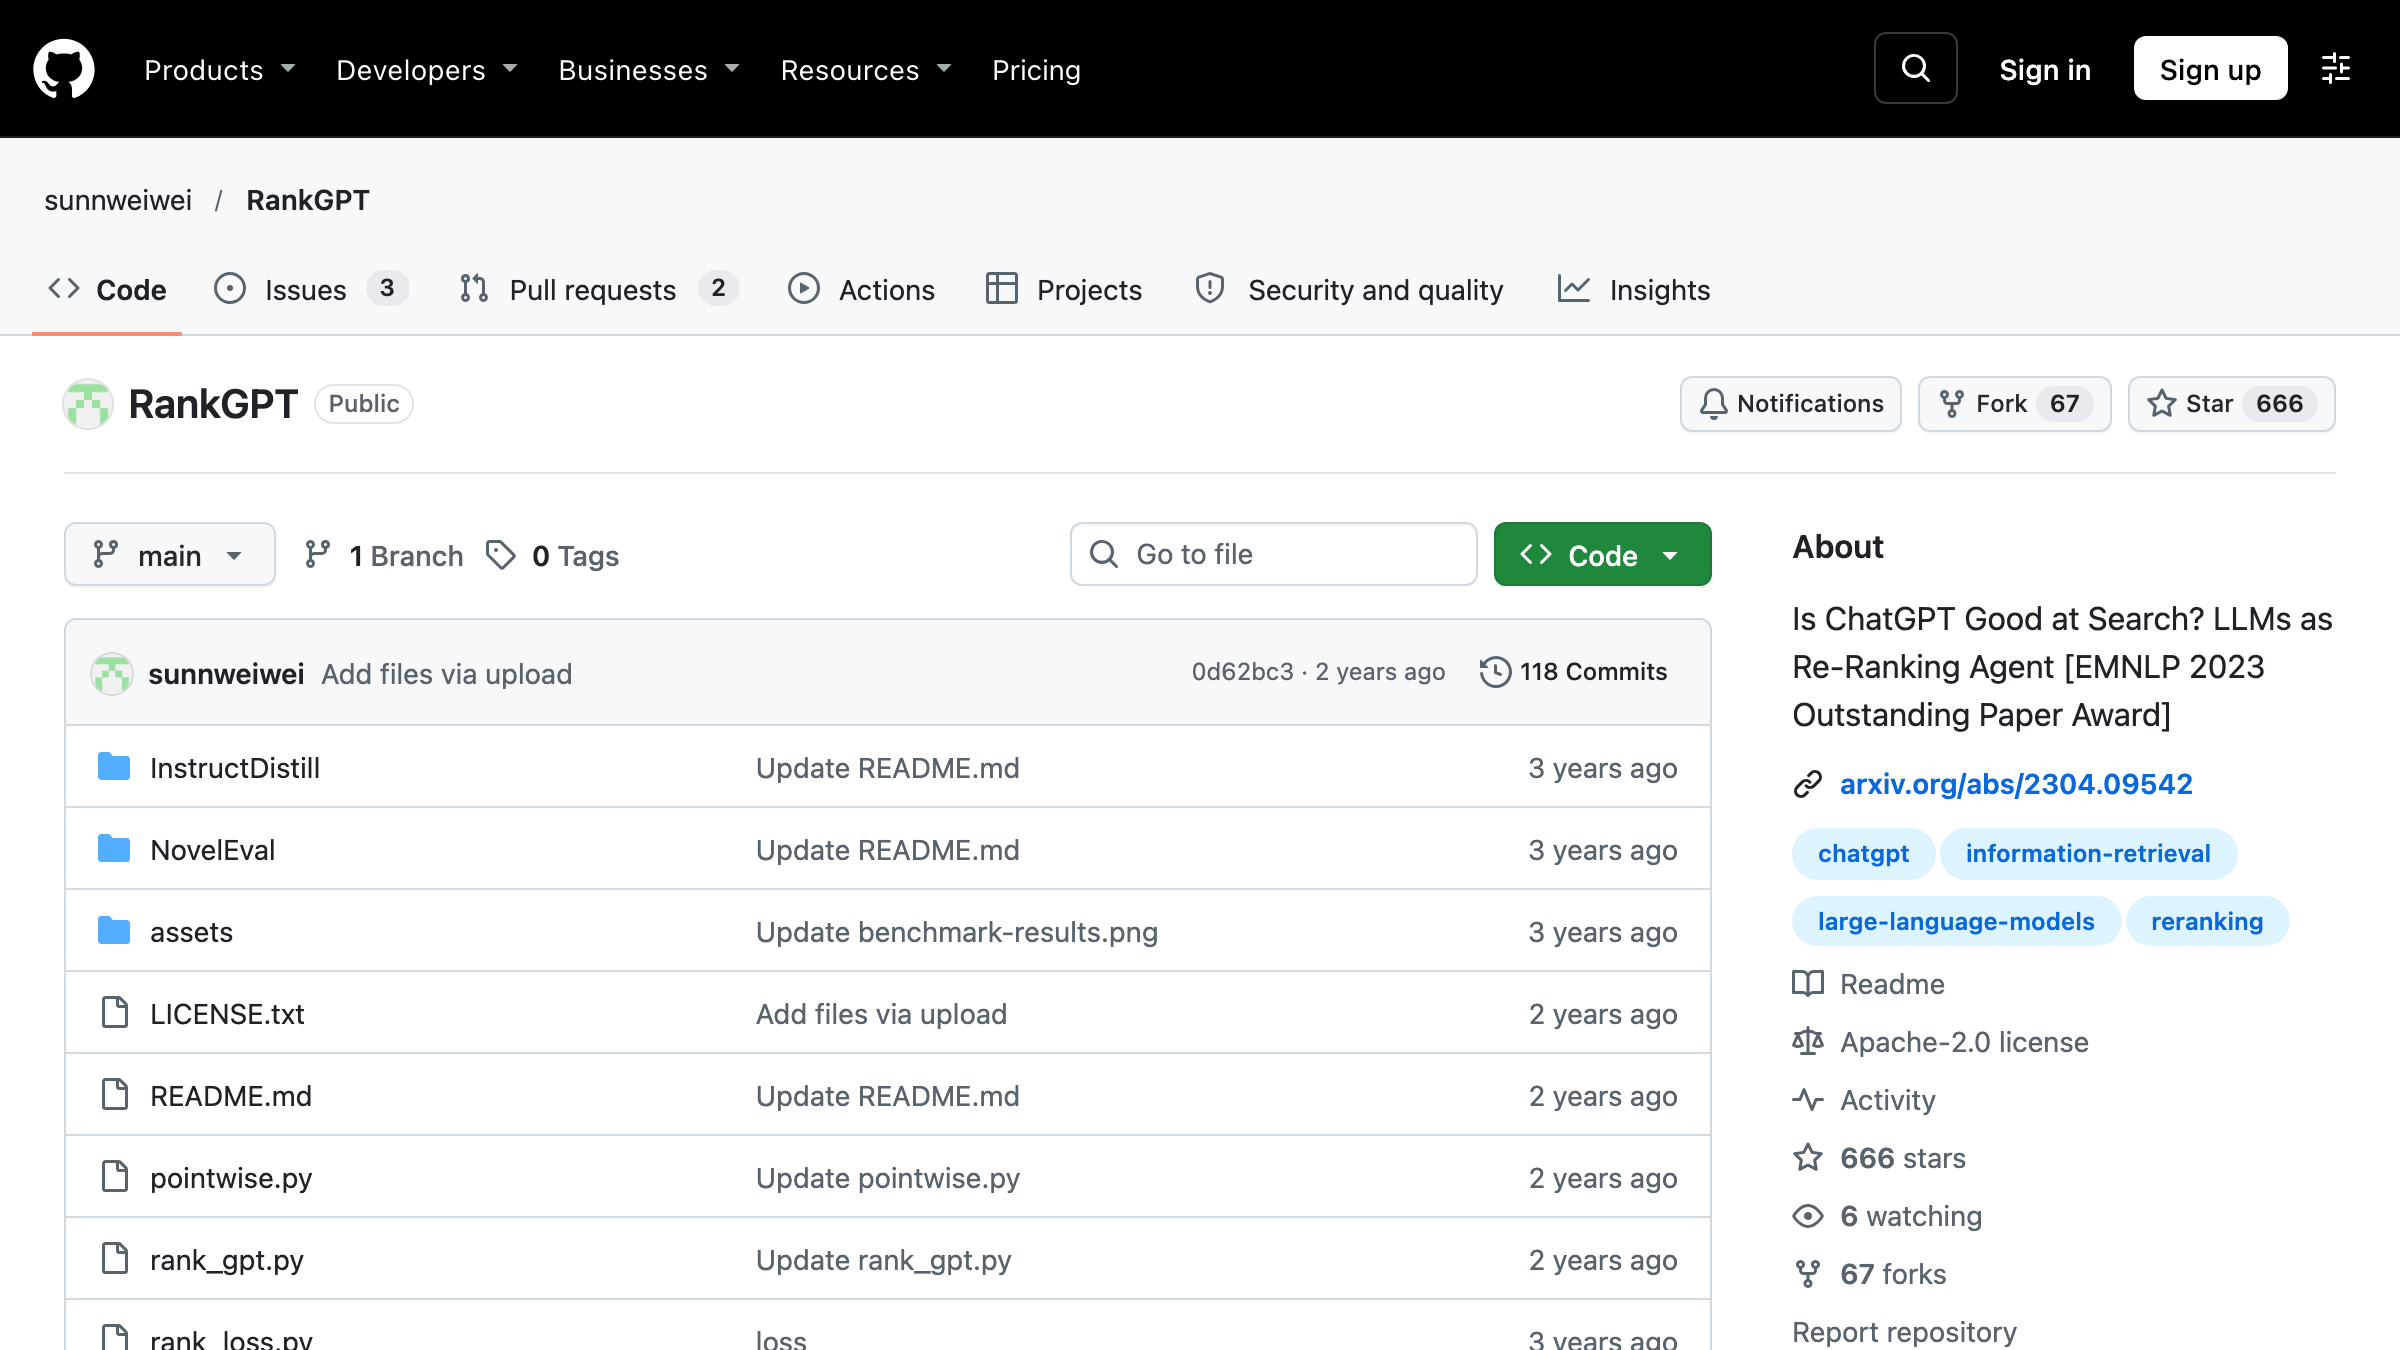 Products Developers Businesses Resources Pricing Sign in Sign up
sunnweiwei / RankGPT
Code Issues 3 Pull requests 2 Actions Projects Security and quality Insights
RankGPT Public Notifications Fork 67 Star 666
main 1 Branch 0 Tags Go to file Code
sunnweiwei Add files via upload 0d62bc3 · 2 years ago 118 Commits
InstructDistill Update README.md 3 years ago
NovelEval Update README.md 3 years ago
assets Update benchmark-results.png 3 years ago
LICENSE.txt Add files via upload 2 years ago
README.md Update README.md 2 years ago
pointwise.py Update pointwise.py 2 years ago
rank_gpt.py Update rank_gpt.py 2 years ago
rank_loss.py loss 3 years ago
About
Is ChatGPT Good at Search? LLMs as
Re-Ranking Agent [EMNLP 2023
Outstanding Paper Award]
arxiv.org/abs/2304.09542
chatgpt information-retrieval
large-language-models reranking
Readme
Apache-2.0 license
Activity
666 stars
6 watching
67 forks
Report repository